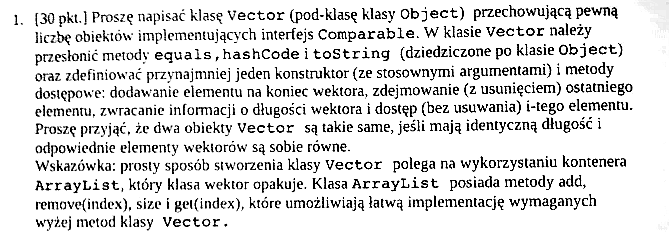 1. [30 pkt.] Proszę napisać klasę Vector (pod-klasę klasy Object) przechowującą pewną
liczbę obiektów implementujących interfejs Comparable. W klasie Vector należy
przesłonić metody equals, hashCode i toString (dziedziczone po klasie Object)
oraz zdefiniować przynajmniej jeden konstruktor (ze stosownymi argumentami) i metody
dostępowe: dodawanie elementu na koniec wektora, zdejmowanie (z usunięciem) ostatniego
elementu, zwracanie informacji o długości wektora i dostęp (bez usuwania) i-tego elementu.
Proszę przyjąć, że dwa obiekty Vector są takie same, jeśli mają identyczną długość i
odpowiednie elementy wektorów są sobie równe.
Wskazówka: prosty sposób stworzenia klasy Vector polega na wykorzystaniu kontenera
ArrayList, który klasa wektor opakuje. Klasa ArrayList posiada metody add,
remove(index), size i get(index), które umożliwiają łatwą implementację wymaganych
wyżej metod klasy Vector.